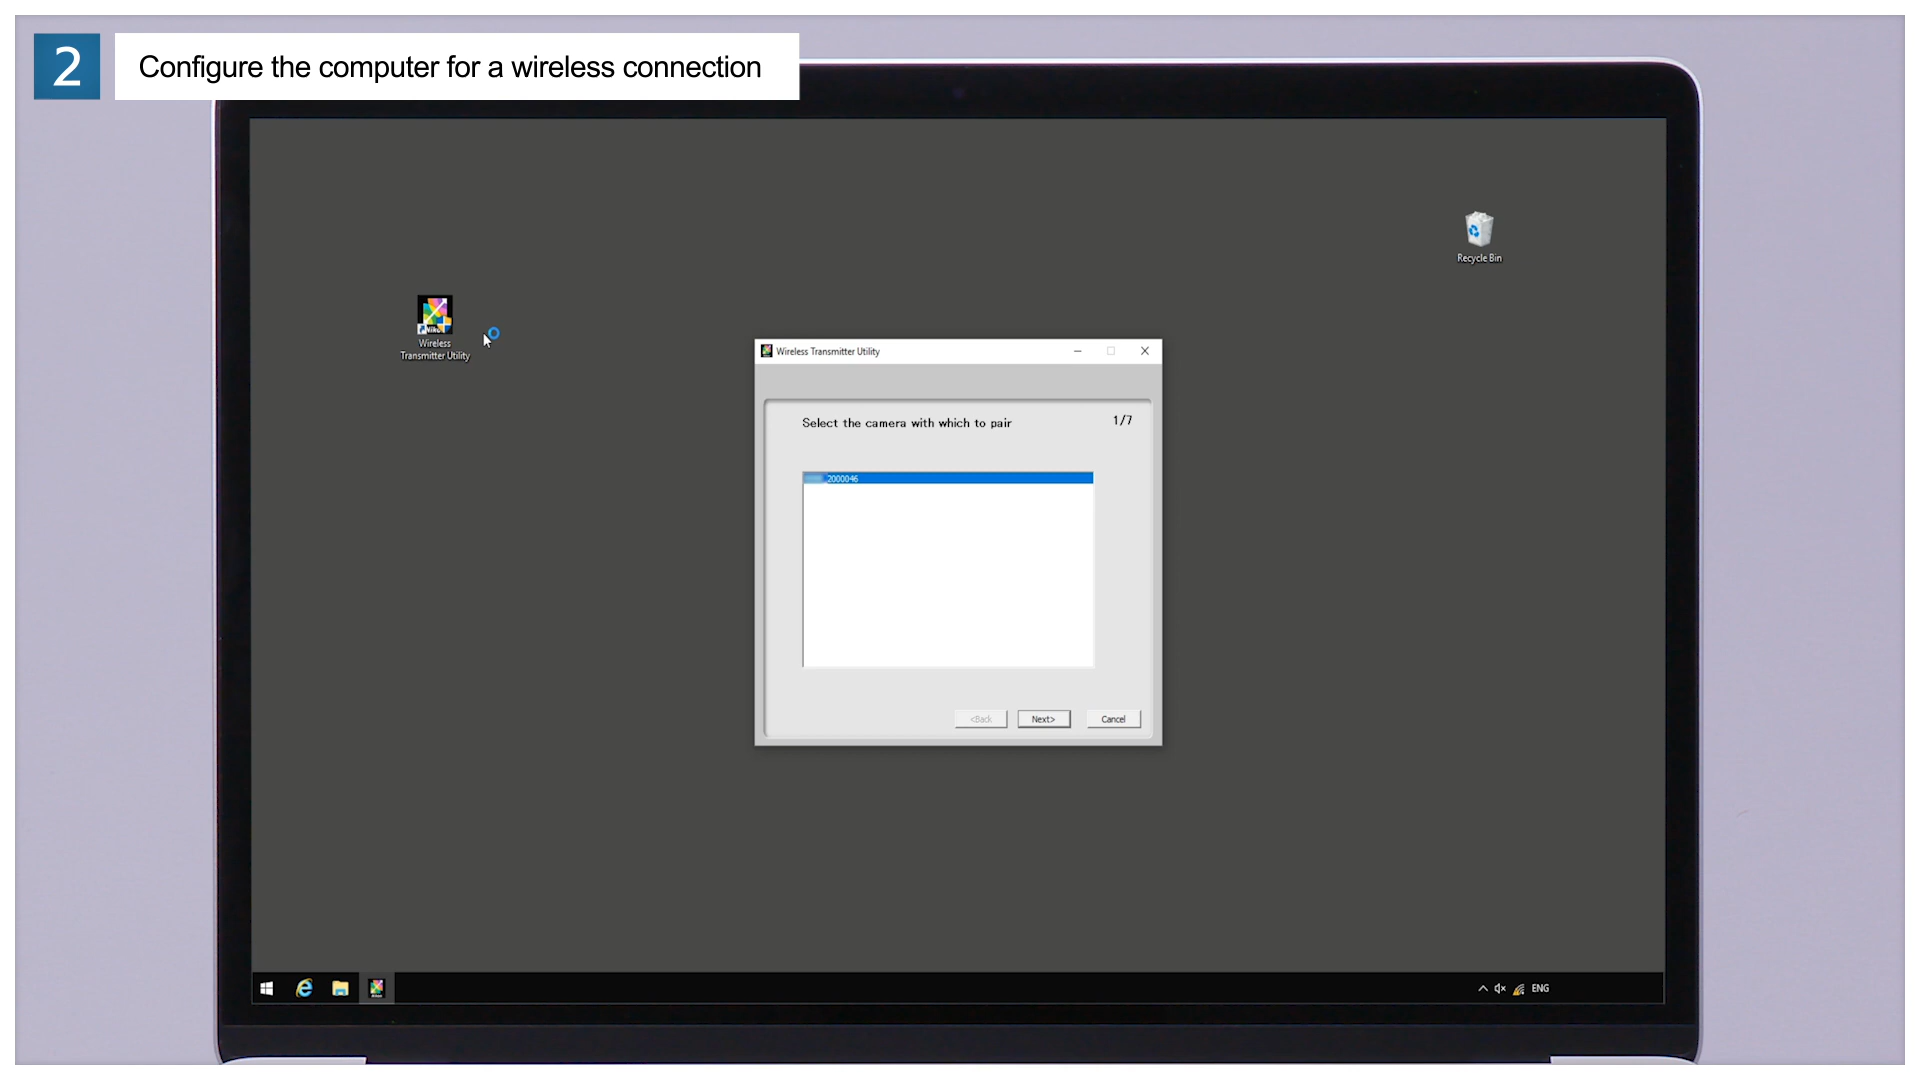 2
Configure the computer for a wireless connection
Recycle Bin
Wireless
Transmitter Utility
Wireless Transmitter Utility
Select the camera with which to pair
1/7
2000046
<Back
Next>
Cancel
ENG